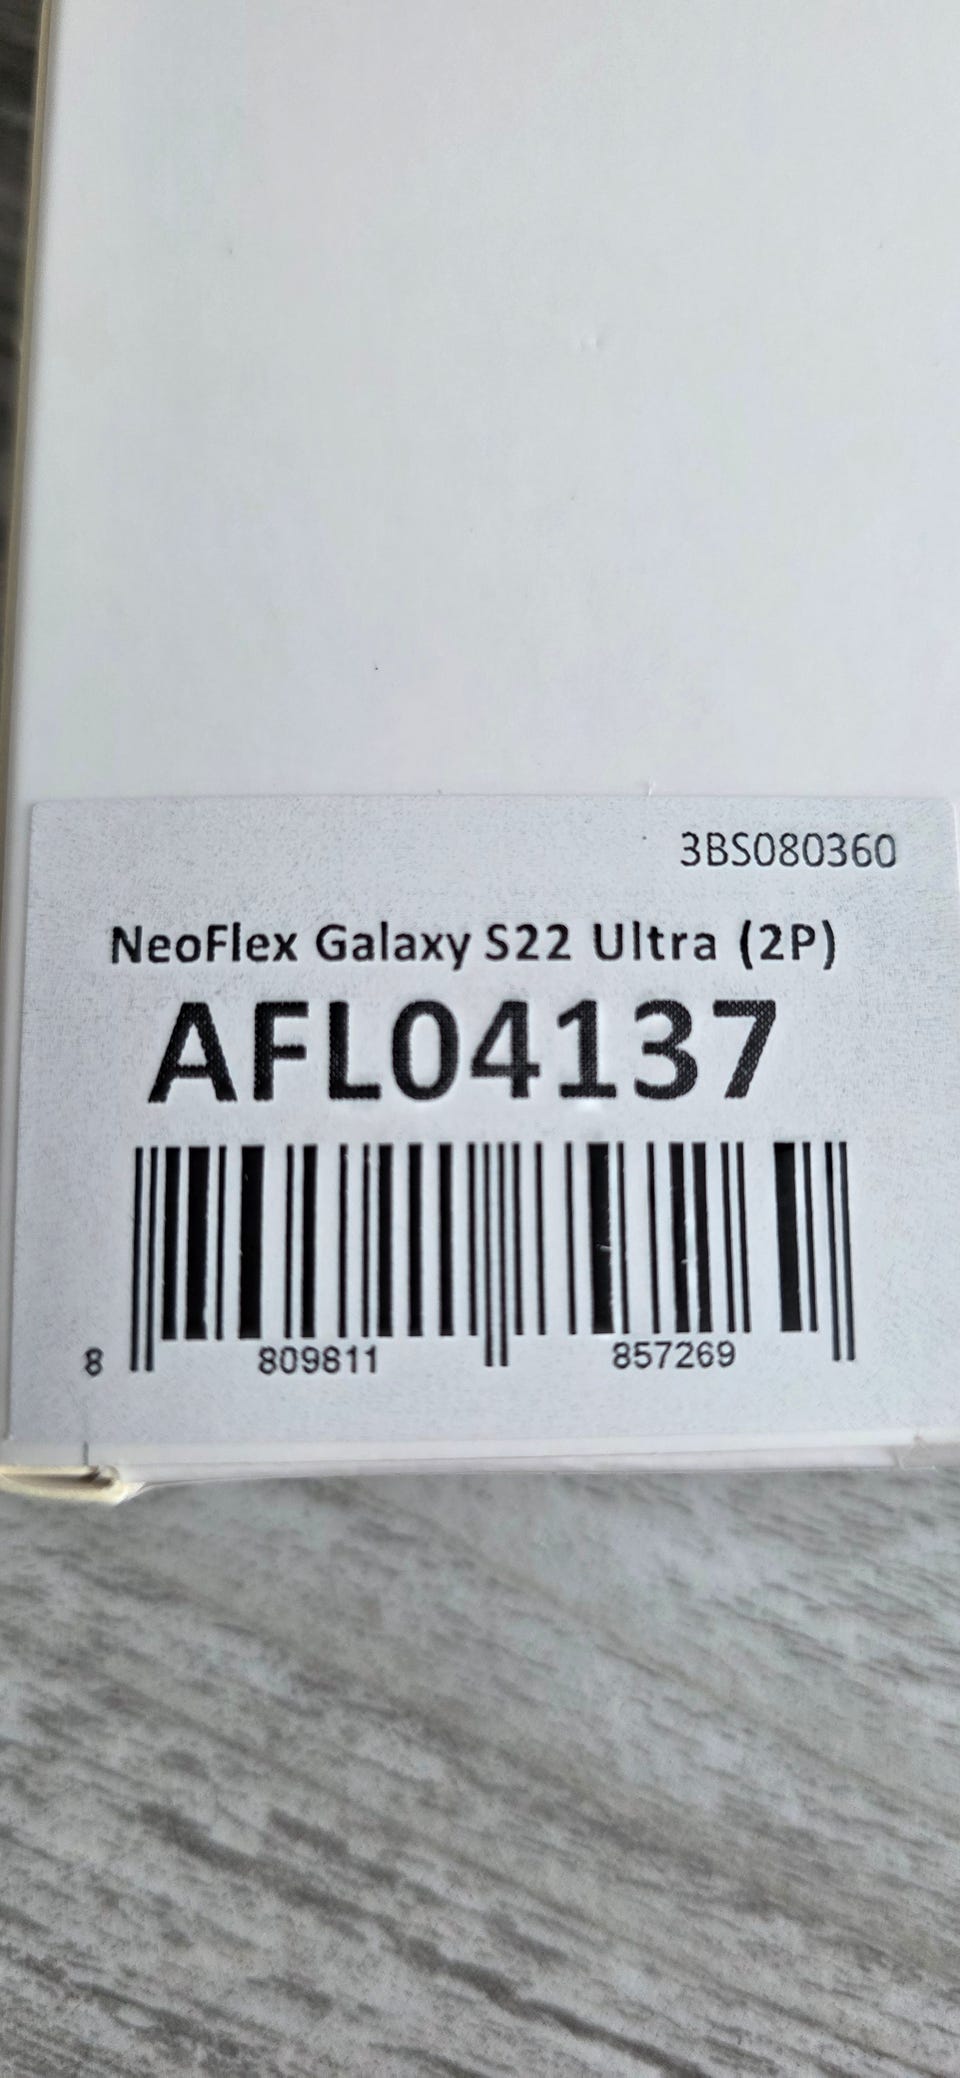 3BS080360
NeoFlex Galaxy S22 Ultra (2P)
AFL04137
8 809811 857269